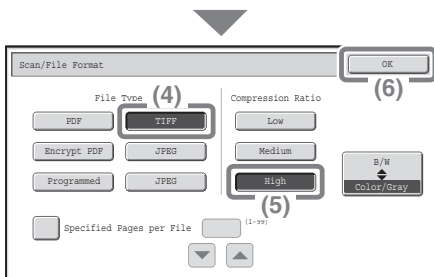 Scan/File Format
OK
(6)
File Type
(4)
Compression Ratio
PDF
TIFF
Low
Encrypt PDF
JPEG
Medium
Programmed
JPEG
High
(5)
B/W
Color/Gray
Specified Pages per File
(1-99)